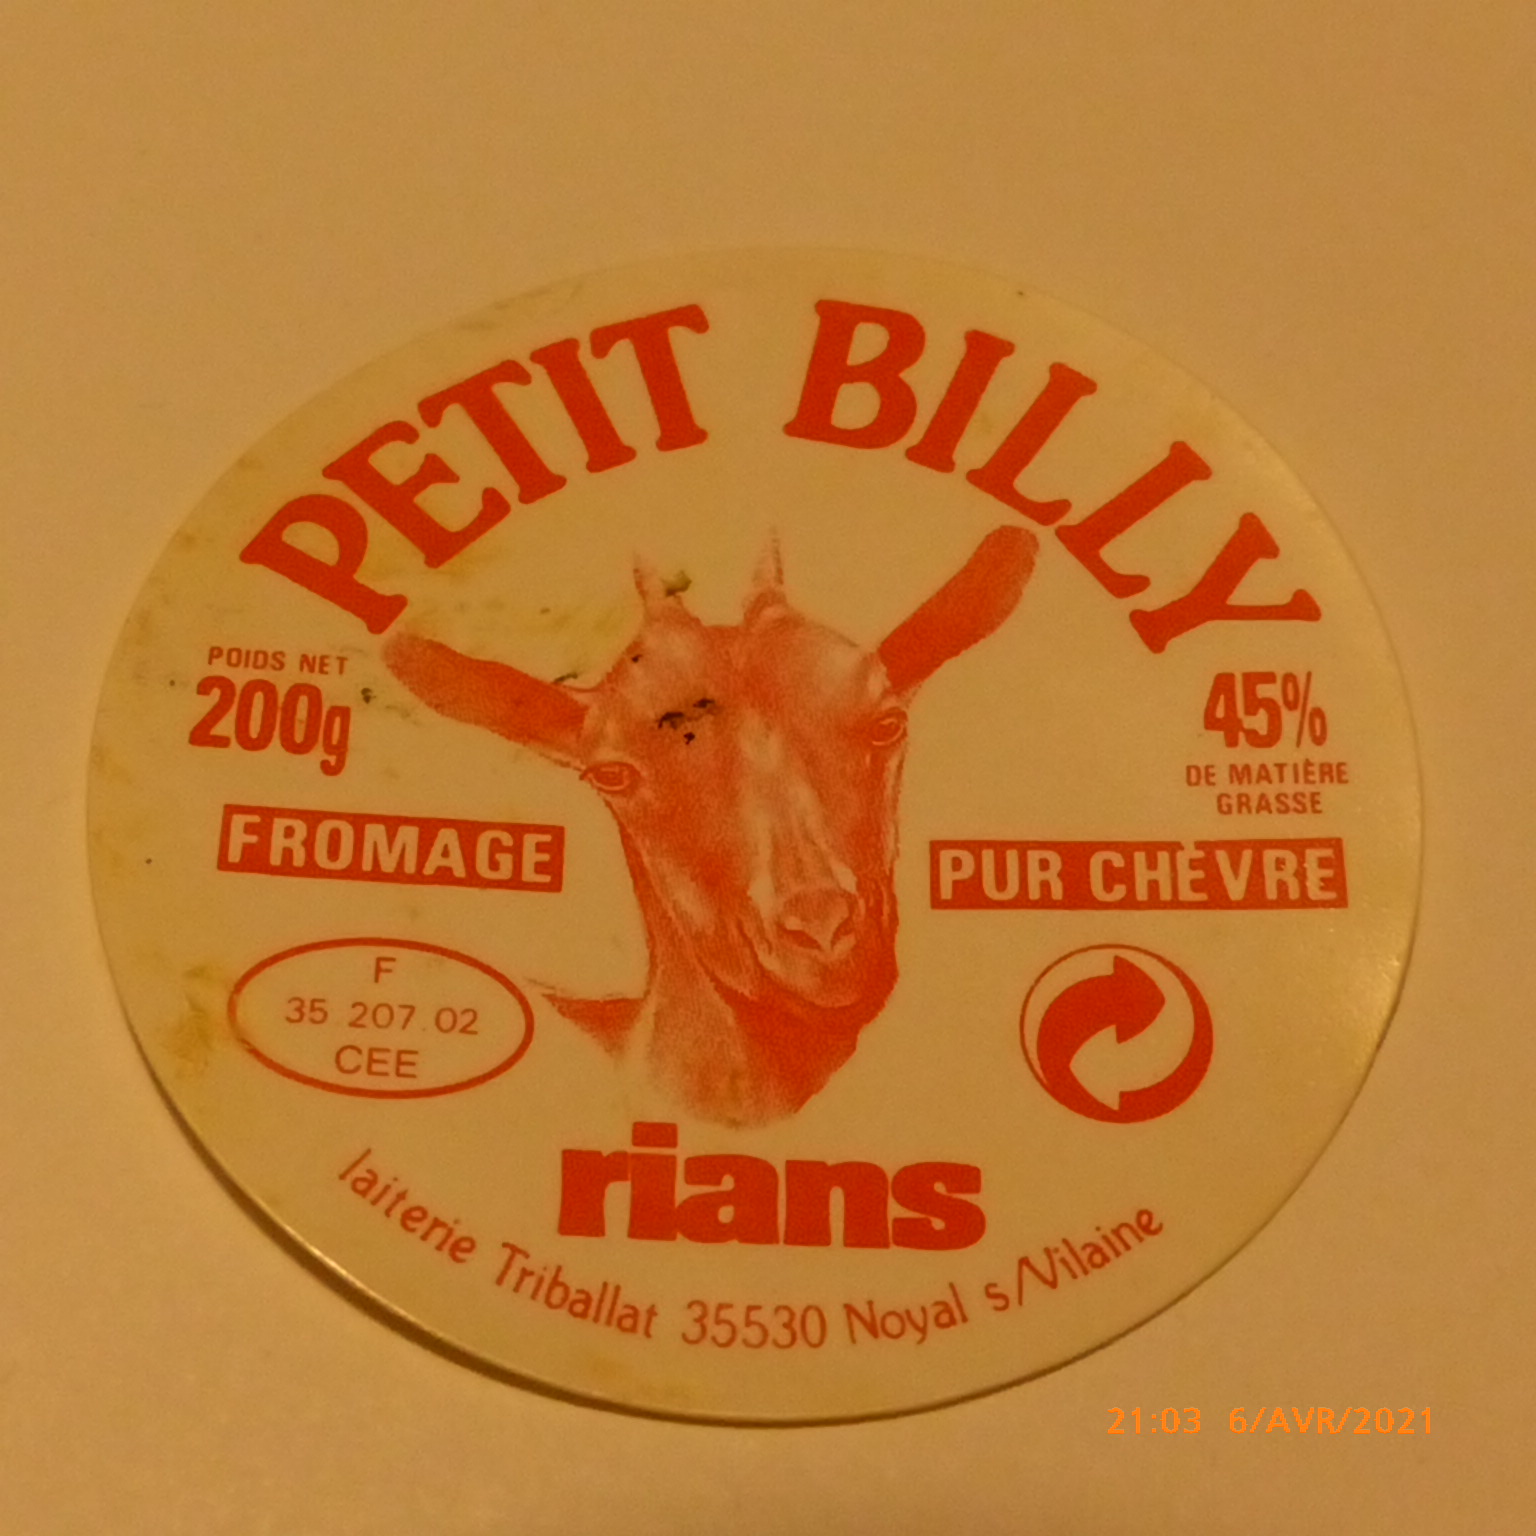 PETIT BILLY
POIDS NET
200g
45%
DE MATIÈRE
GRASSE
FROMAGE
PUR CHÈVRE
F
35 207.02
CEE
rians
laiterie Triballat 35530 Noyal s/Vilaine
21:03 6/AVR/2021